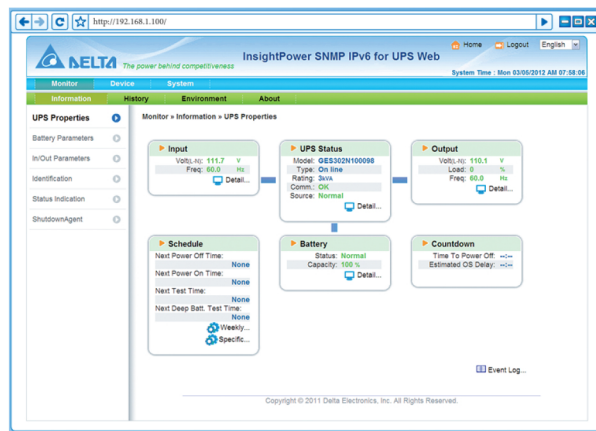 http://192.168.1.100/
DELTA
The power behind competitiveness
InsightPower SNMP IPv6 for UPS Web
Home Logout English
System Time : Mon 03/05/2012 AM 07:58:06
Monitor Device System
Information History Environment About
UPS Properties
Battery Parameters
In/Out Parameters
Identification
Status Indication
ShutdownAgent
Monitor » Information » UPS Properties
Input
Volt(L-N): 111.7 V
Freq: 60.0 Hz
Detail...
UPS Status
Model: GES302N100098
Type: On line
Rating: 3kVA
Comm.: OK
Source: Normal
Detail...
Output
Volt(L-N): 110.1 V
Load: 0 %
Freq: 60.0 Hz
Detail...
Schedule
Next Power Off Time:
None
Next Power On Time:
None
Next Test Time:
None
Next Deep Batt. Test Time:
None
Weekly...
Specific...
Battery
Status: Normal
Capacity: 100 %
Detail...
Countdown
Time To Power Off: --:--
Estimated OS Delay: --:--
Event Log...
Copyright © 2011 Delta Electronics, Inc. All Rights Reserved.